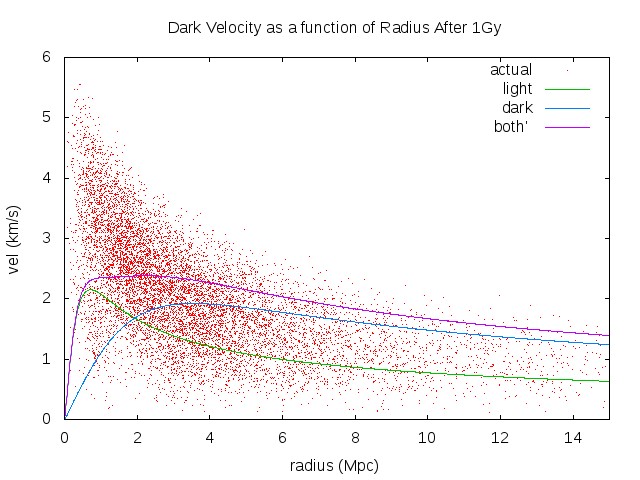 Dark Velocity as a function of Radius After 1Gy
6
5
4
3
2
1
0
vel (km/s)
actual
light
dark
both'
0 2 4 6 8 10 12 14
radius (Mpc)